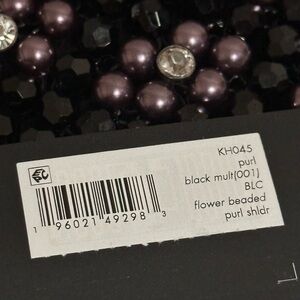 KH045
purl
black mult(001)
BLC
flower beaded
purl shldr
1 96021 49298 3